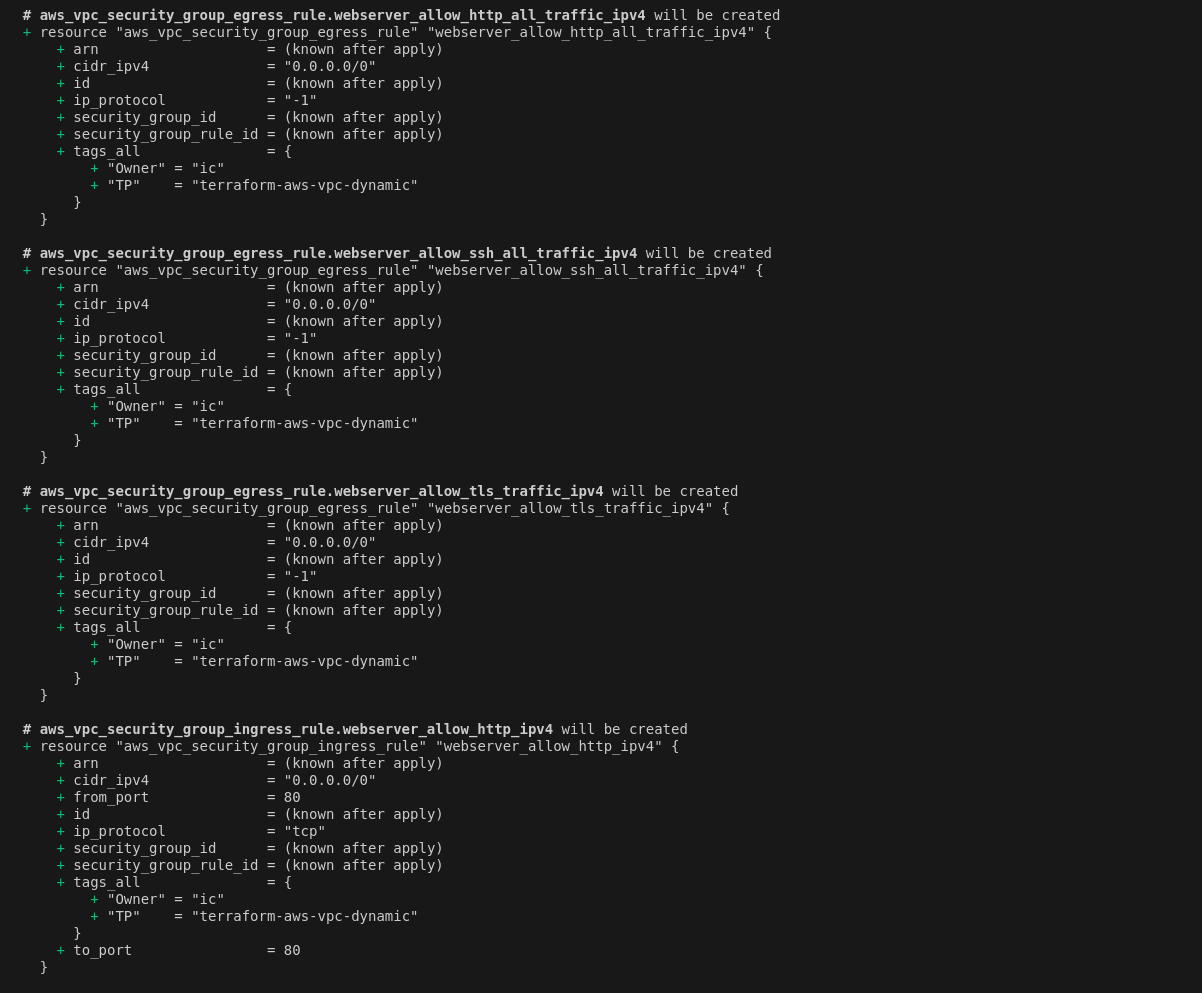 # aws_vpc_security_group_egress_rule.webserver_allow_http_all_traffic_ipv4 will be created
+ resource "aws_vpc_security_group_egress_rule" "webserver_allow_http_all_traffic_ipv4" {
    + arn                    = (known after apply)
    + cidr_ipv4              = "0.0.0.0/0"
    + id                     = (known after apply)
    + ip_protocol            = "-1"
    + security_group_id      = (known after apply)
    + security_group_rule_id = (known after apply)
    + tags_all               = {
        + "Owner" = "ic"
        + "TP"    = "terraform-aws-vpc-dynamic"
      }
  }

# aws_vpc_security_group_egress_rule.webserver_allow_ssh_all_traffic_ipv4 will be created
+ resource "aws_vpc_security_group_egress_rule" "webserver_allow_ssh_all_traffic_ipv4" {
    + arn                    = (known after apply)
    + cidr_ipv4              = "0.0.0.0/0"
    + id                     = (known after apply)
    + ip_protocol            = "-1"
    + security_group_id      = (known after apply)
    + security_group_rule_id = (known after apply)
    + tags_all               = {
        + "Owner" = "ic"
        + "TP"    = "terraform-aws-vpc-dynamic"
      }
  }

# aws_vpc_security_group_egress_rule.webserver_allow_tls_traffic_ipv4 will be created
+ resource "aws_vpc_security_group_egress_rule" "webserver_allow_tls_traffic_ipv4" {
    + arn                    = (known after apply)
    + cidr_ipv4              = "0.0.0.0/0"
    + id                     = (known after apply)
    + ip_protocol            = "-1"
    + security_group_id      = (known after apply)
    + security_group_rule_id = (known after apply)
    + tags_all               = {
        + "Owner" = "ic"
        + "TP"    = "terraform-aws-vpc-dynamic"
      }
  }

# aws_vpc_security_group_ingress_rule.webserver_allow_http_ipv4 will be created
+ resource "aws_vpc_security_group_ingress_rule" "webserver_allow_http_ipv4" {
    + arn                    = (known after apply)
    + cidr_ipv4              = "0.0.0.0/0"
    + from_port              = 80
    + id                     = (known after apply)
    + ip_protocol            = "tcp"
    + security_group_id      = (known after apply)
    + security_group_rule_id = (known after apply)
    + tags_all               = {
        + "Owner" = "ic"
        + "TP"    = "terraform-aws-vpc-dynamic"
      }
    + to_port                = 80
  }